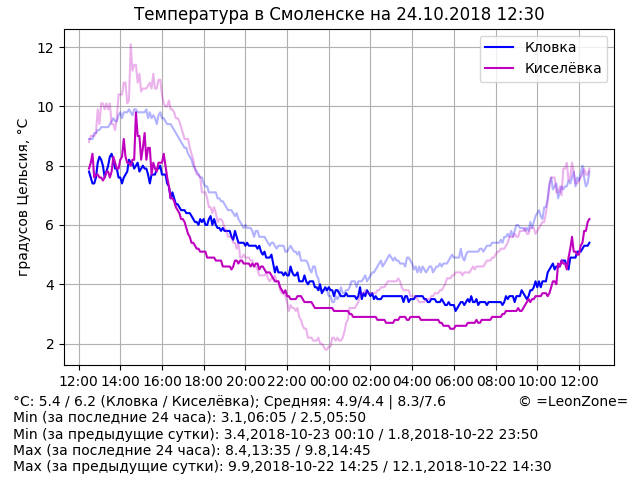 Температура в Смоленске на 24.10.2018 12:30
Кловка
Киселёвка
градусов Цельсия, °C
12
10
8
6
4
2
12:00 14:00 16:00 18:00 20:00 22:00 00:00 02:00 04:00 06:00 08:00 10:00 12:00
°C: 5.4 / 6.2 (Кловка / Киселёвка); Средняя: 4.9/4.4 | 8.3/7.6 © =LeonZone=
Min (за последние 24 часа): 3.1,06:05 / 2.5,05:50
Min (за предыдущие сутки): 3.4,2018-10-23 00:10 / 1.8,2018-10-22 23:50
Max (за последние 24 часа): 8.4,13:35 / 9.8,14:45
Max (за предыдущие сутки): 9.9,2018-10-22 14:25 / 12.1,2018-10-22 14:30